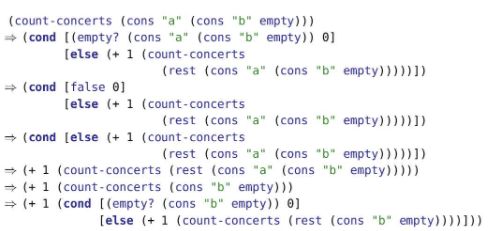 (count-concerts (cons "a" (cons "b" empty)))
⇒ (cond [(empty? (cons "a" (cons "b" empty)) 0]
[else (+ 1 (count-concerts
(rest (cons "a" (cons "b" empty)))))])
⇒ (cond [false 0]
[else (+ 1 (count-concerts
(rest (cons "a" (cons "b" empty)))))])
⇒ (cond [else (+ 1 (count-concerts
(rest (cons "a" (cons "b" empty)))))])
⇒ (+ 1 (count-concerts (rest (cons "a" (cons "b" empty)))))
⇒ (+ 1 (count-concerts (cons "b" empty)))
⇒ (+ 1 (cond [(empty? (cons "b" empty)) 0]
[else (+ 1 (count-concerts (rest (cons "b" empty))))]))